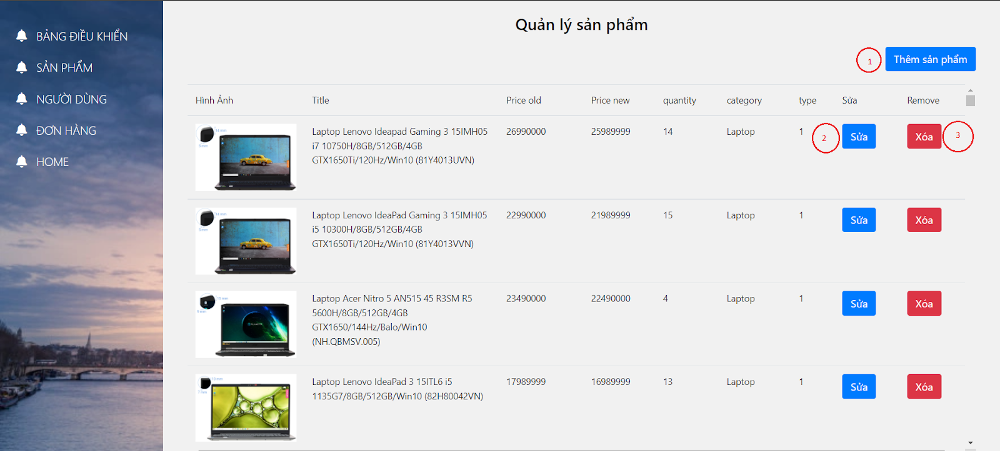 BẢNG ĐIỀU KHIỂN
SẢN PHẨM
NGƯỜI DÙNG
ĐƠN HÀNG
HOME
Quản lý sản phẩm
1 Thêm sản phẩm
Hình Ảnh Title Price old Price new quantity category type Sửa Remove
Laptop Lenovo Ideapad Gaming 3 15IMH05 26990000 25989999 14 Laptop 1 2 Sửa Xóa 3
i7 10750H/8GB/512GB/4GB
GTX1650Ti/120Hz/Win10 (81Y4013UVN)
Laptop Lenovo IdeaPad Gaming 3 15IMH05 22990000 21989999 15 Laptop 1 Sửa Xóa
i5 10300H/8GB/512GB/4GB
GTX1650Ti/120Hz/Win10 (81Y4013VVN)
Laptop Acer Nitro 5 AN515 45 R3SM R5 23490000 22490000 4 Laptop 1 Sửa Xóa
5600H/8GB/512GB/4GB
GTX1650/144Hz/Balo/Win10
(NH.QBMSV.005)
Laptop Lenovo IdeaPad 3 15ITL6 i5 17989999 16989999 13 Laptop 1 Sửa Xóa
1135G7/8GB/512GB/Win10 (82H80042VN)